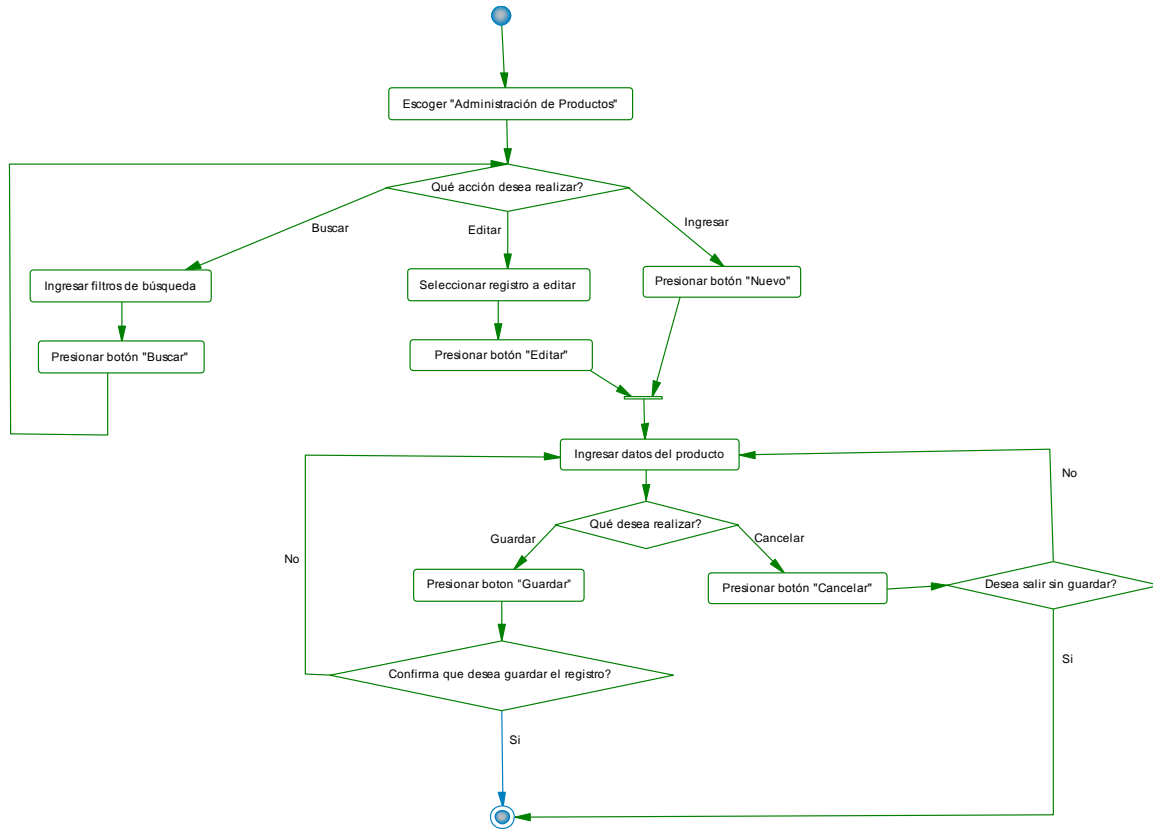 Escoger "Administración de Productos"
Qué acción desea realizar?
Buscar
Editar
Ingresar
Ingresar filtros de búsqueda
Seleccionar registro a editar
Presionar botón "Nuevo"
Presionar botón "Buscar"
Presionar botón "Editar"
Ingresar datos del producto
No
Qué desea realizar?
Guardar
Cancelar
No
Presionar boton "Guardar"
Presionar botón "Cancelar"
Desea salir sin guardar?
Confirma que desea guardar el registro?
Si
Si